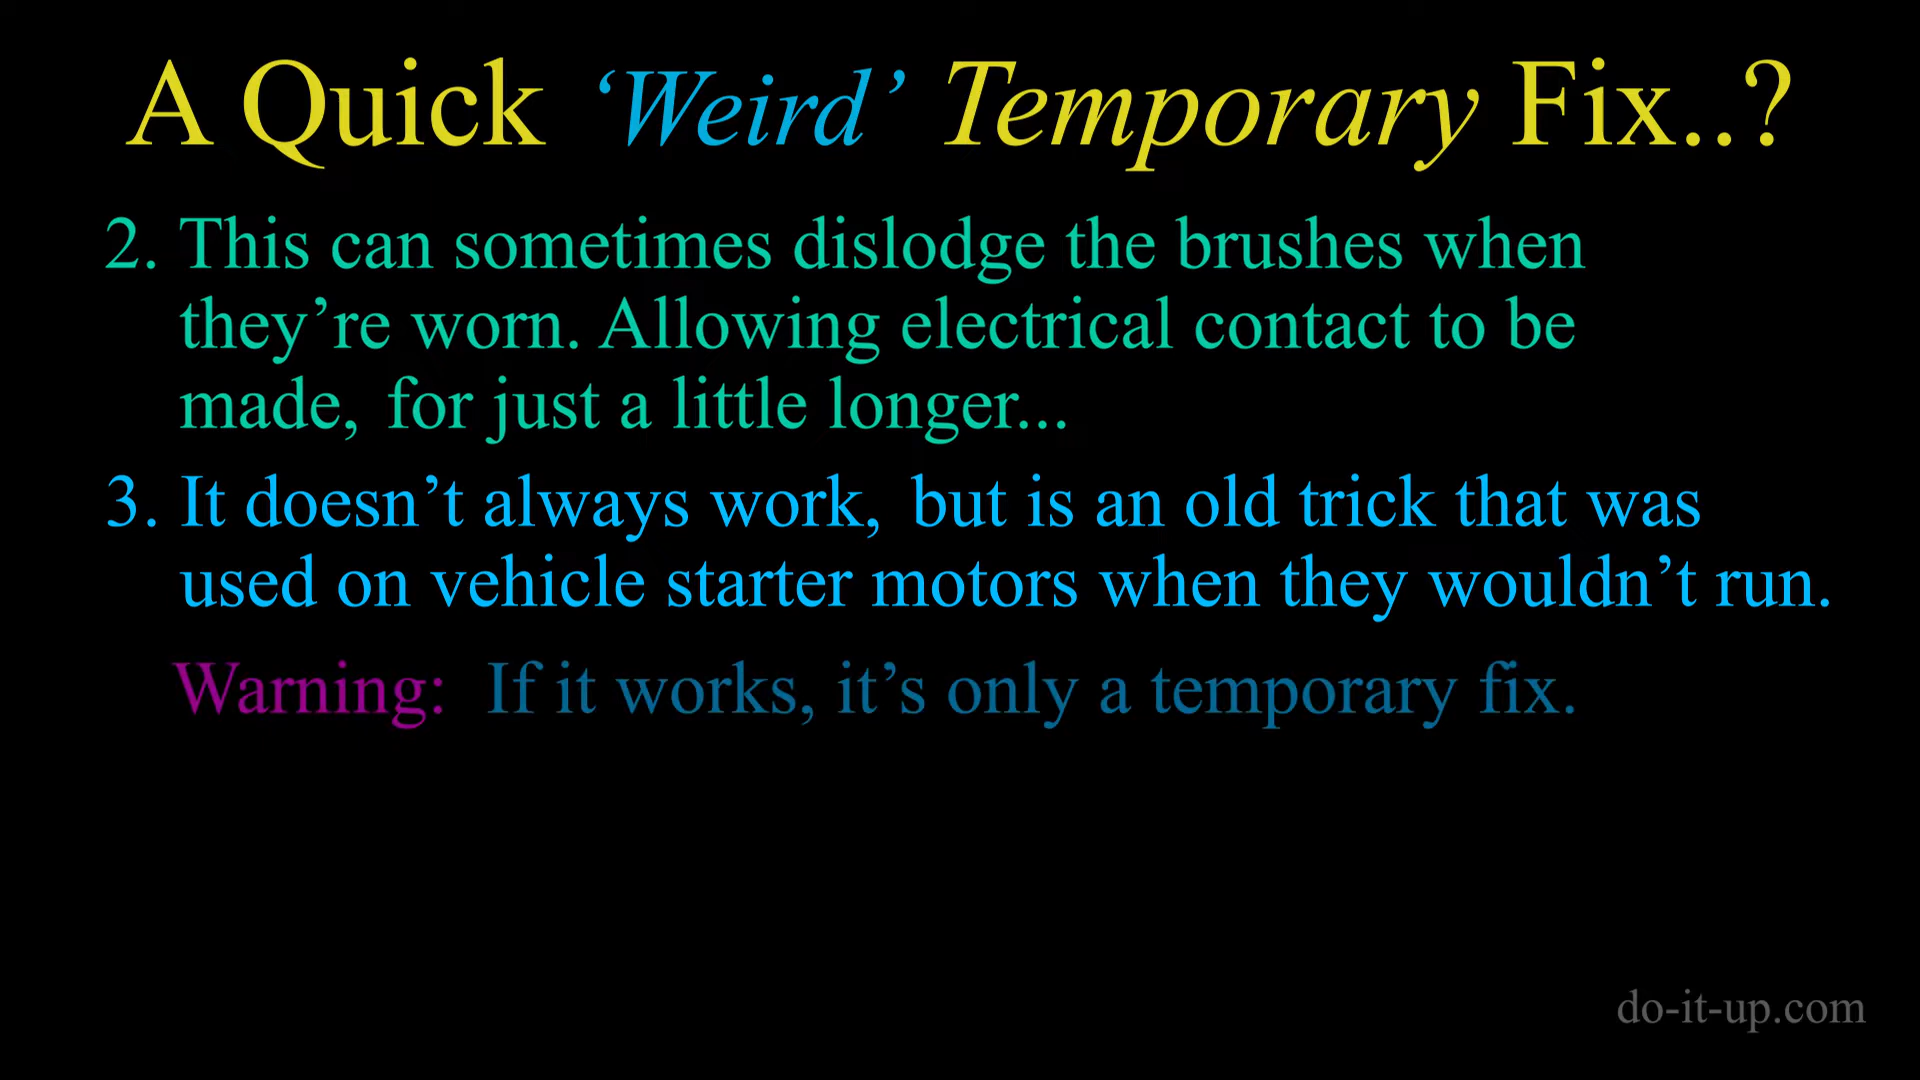 A Quick ‘Weird’ Temporary Fix..?
2. This can sometimes dislodge the brushes when
they’re worn. Allowing electrical contact to be
made, for just a little longer...
3. It doesn’t always work, but is an old trick that was
used on vehicle starter motors when they wouldn’t run.
Warning: If it works, it’s only a temporary fix.
do-it-up.com